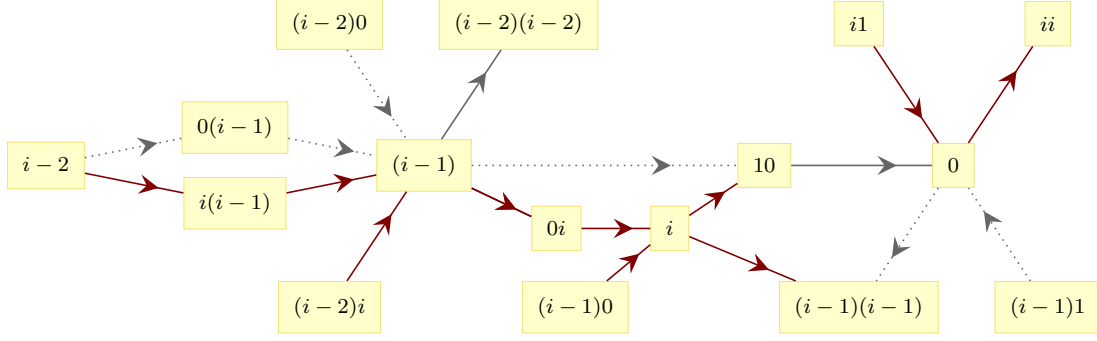 (i − 2)0
(i − 2)(i − 2)
i1
ii
0(i − 1)
i − 2
(i − 1)
10
0
i(i − 1)
0i
i
(i − 2)i
(i − 1)0
(i − 1)(i − 1)
(i − 1)1